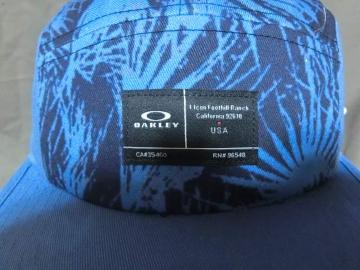 OAKLEY
1 Icon Foothill Ranch
California 92610
USA
CA#35460
RN# 96548